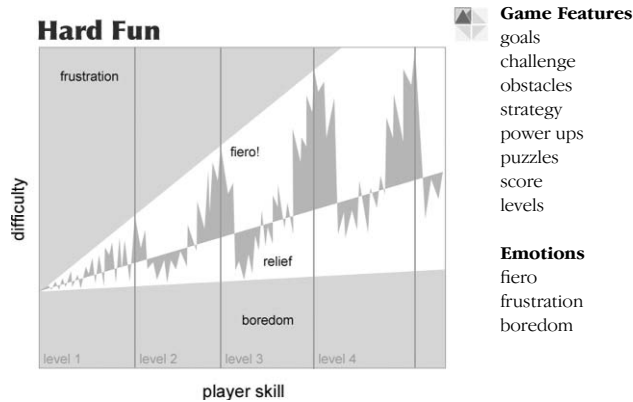 Hard Fun
frustration
fiero!
relief
boredom
level 1
level 2
level 3
level 4
difficulty
player skill
Game Features
goals
challenge
obstacles
strategy
power ups
puzzles
score
levels
Emotions
fiero
frustration
boredom